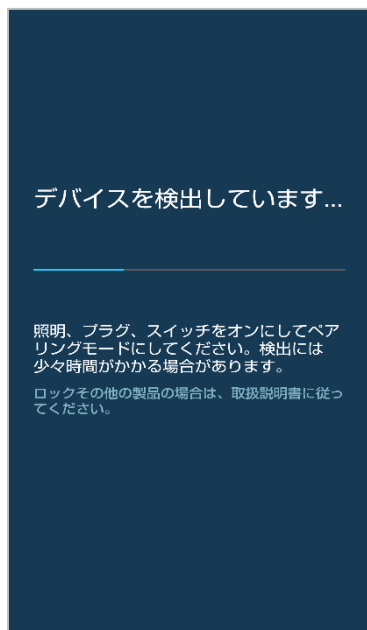 デバイスを検出しています...
照明、プラグ、スイッチをオンにしてペア
リングモードにしてください。検出には
少々時間がかかる場合があります。
ロックその他の製品の場合は、取扱説明書に従っ
てください。